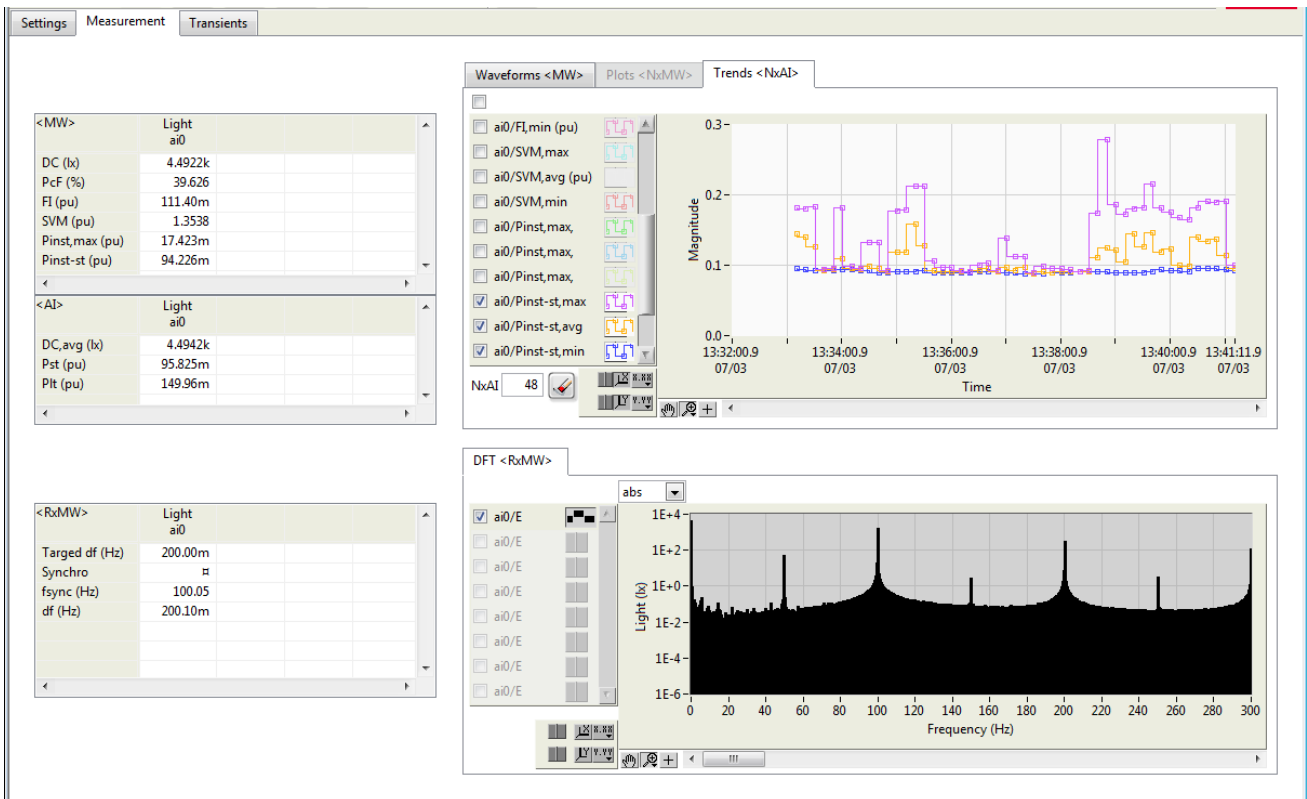 Settings Measurement Transients
Waveforms <MW> Plots <NxMW> Trends <NxAI>
<MW> Light
ai0
DC (lx) 4.4922k
PcF (%) 39.626
FI (pu) 111.40m
SVM (pu) 1.3538
Pinst,max (pu) 17.423m
Pinst-st (pu) 94.226m
<AI> Light
ai0
DC,avg (lx) 4.4942k
Pst (pu) 95.825m
Plt (pu) 149.96m
ai0/FI,min (pu)
ai0/SVM,max
ai0/SVM,avg (pu)
ai0/SVM,min
ai0/Pinst,max,
ai0/Pinst,max,
ai0/Pinst,max,
ai0/Pinst-st,max
ai0/Pinst-st,avg
ai0/Pinst-st,min
NxAI 48
X X.XX
Y Y.YY
Magnitude
0.3
0.2
0.1
0.0
13:32:00.9 13:34:00.9 13:36:00.9 13:38:00.9 13:40:00.9 13:41:11.9
07/03 07/03 07/03 07/03 07/03 07/03
Time
DFT <RxMW>
abs
<RxMW> Light
ai0
Targed df (Hz) 200.00m
Synchro ¤
fsync (Hz) 100.05
df (Hz) 200.10m
ai0/E
ai0/E
ai0/E
ai0/E
ai0/E
ai0/E
ai0/E
ai0/E
X X.XX
Y Y.YY
Light (lx)
1E+4
1E+2
1E+0
1E-2
1E-4
1E-6
0 20 40 60 80 100 120 140 160 180 200 220 240 260 280 300
Frequency (Hz)